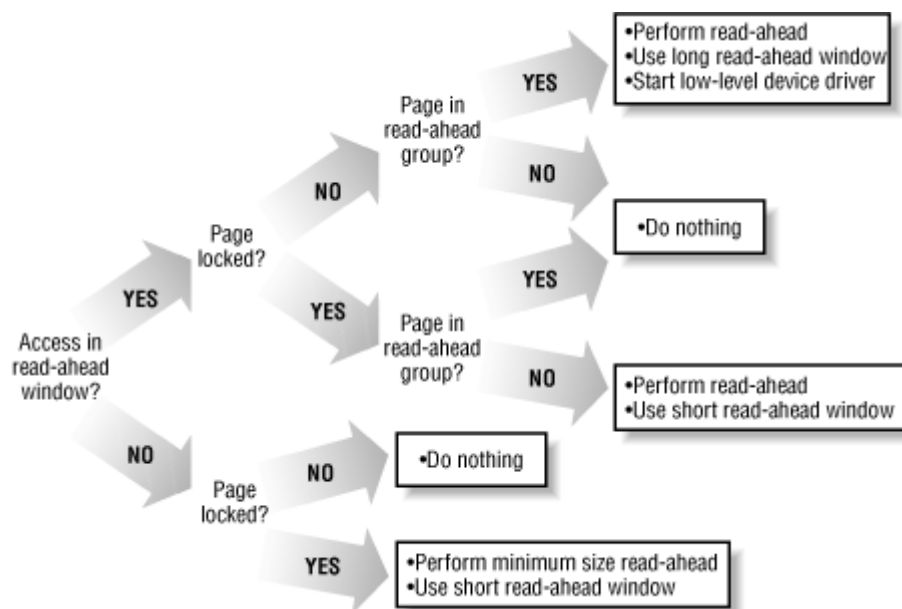 •Perform read-ahead
•Use long read-ahead window
•Start low-level device driver
YES
Page in
read-ahead
group?
NO
NO
•Do nothing
Page
locked?
YES
YES
YES
Page in
read-ahead
group?
Access in
read-ahead
window?
NO
•Perform read-ahead
•Use short read-ahead window
NO
•Do nothing
NO
Page
locked?
YES
•Perform minimum size read-ahead
•Use short read-ahead window